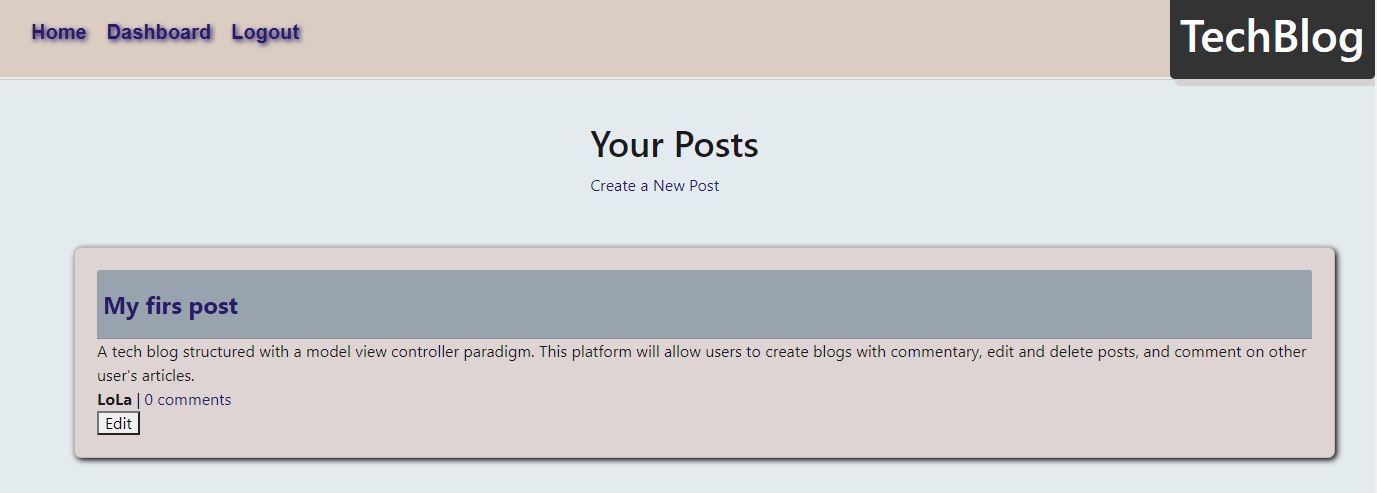 Home Dashboard Logout
TechBlog
Your Posts
Create a New Post
My firs post
A tech blog structured with a model view controller paradigm. This platform will allow users to create blogs with commentary, edit and delete posts, and comment on other
user's articles.
LoLa | 0 comments
Edit